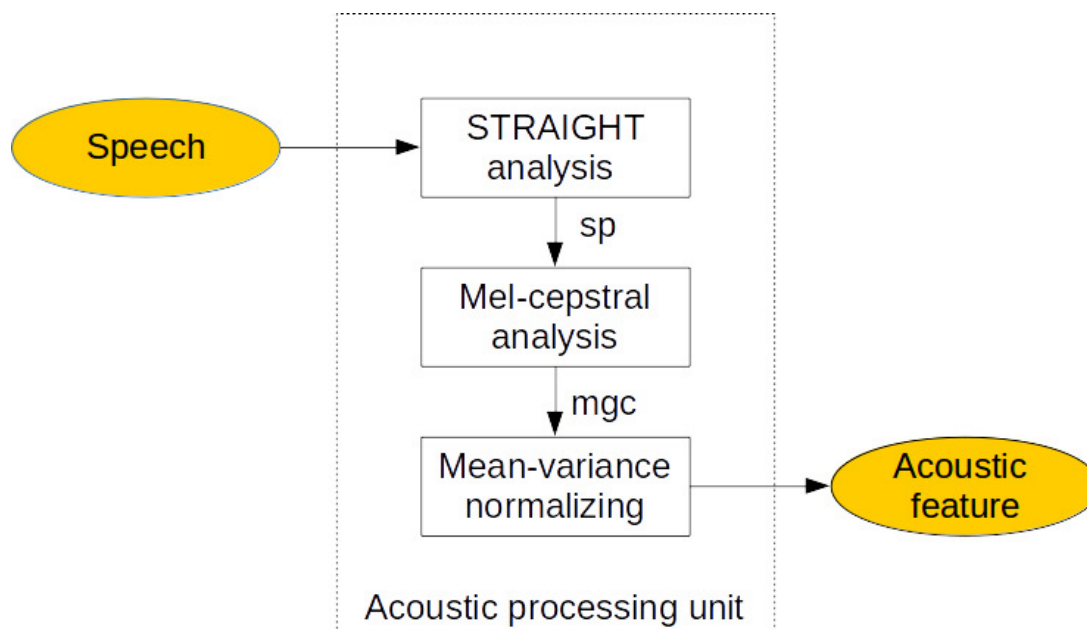 Speech
STRAIGHT
analysis
sp
Mel-cepstral
analysis
mgc
Mean-variance
normalizing
Acoustic
feature
Acoustic processing unit